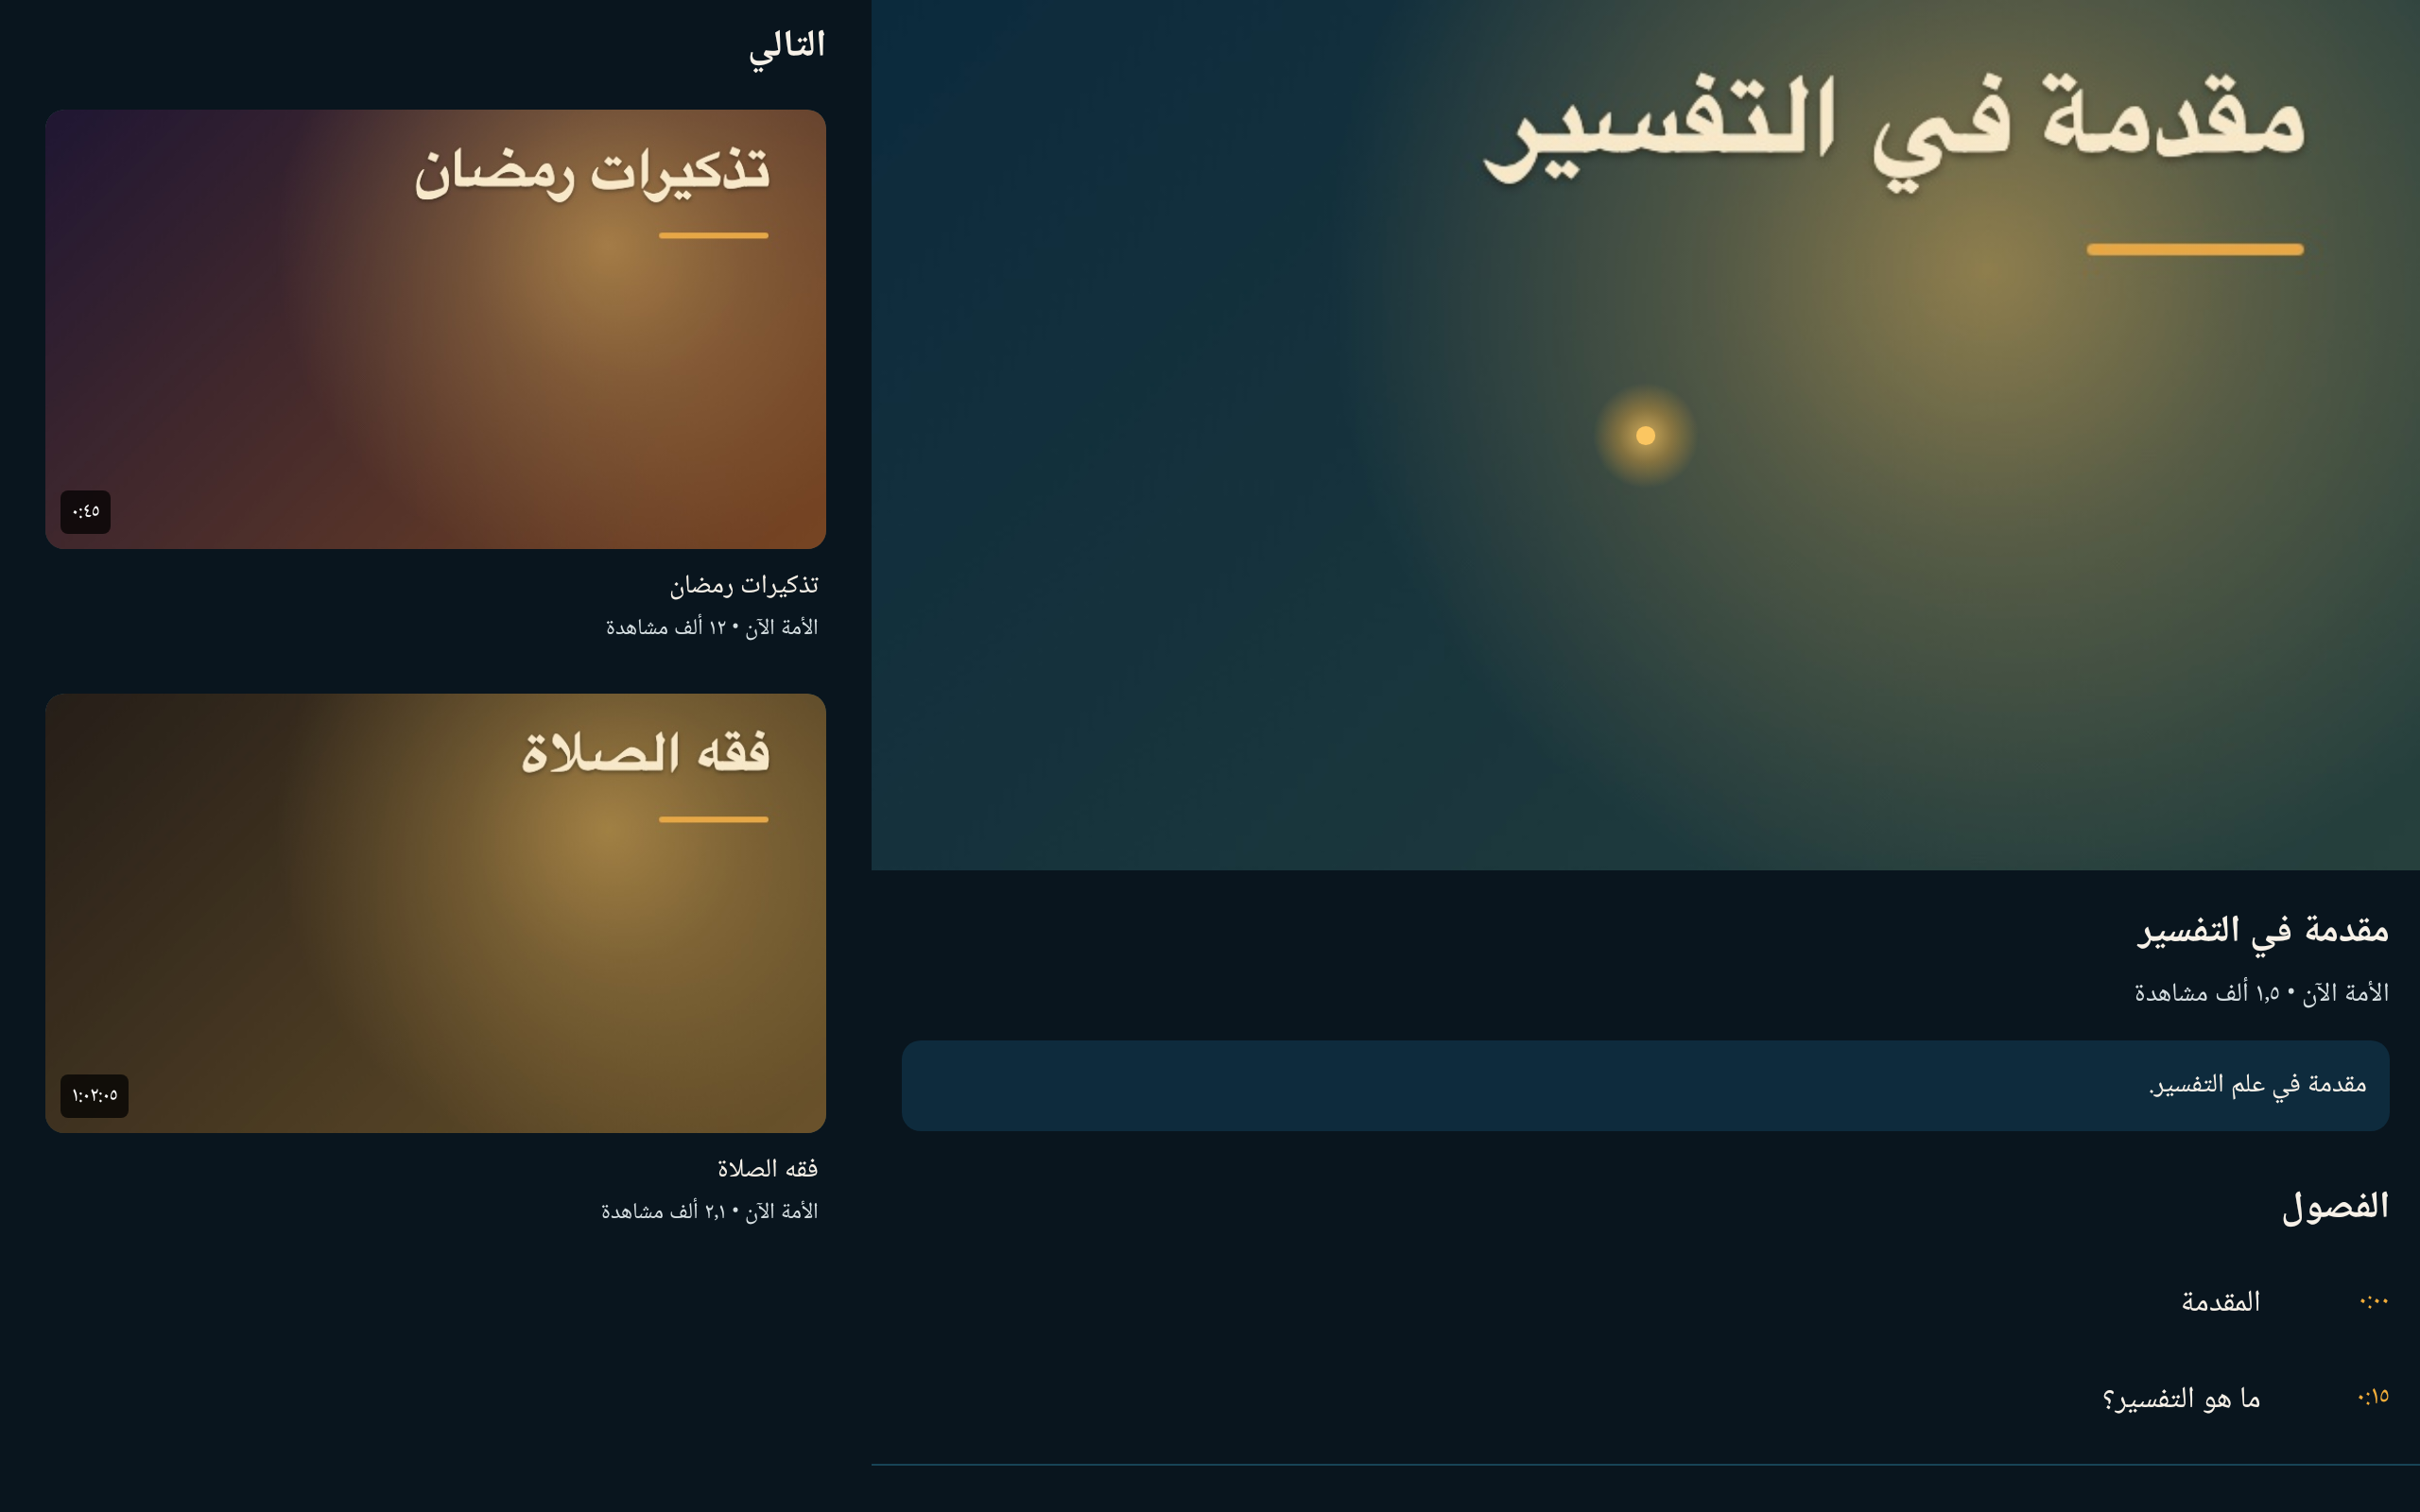 مقدمة في التفسير
مقدمة في التفسير
الأمة الآن • ١٫٥ ألف مشاهدة
مقدمة في علم التفسير.
الفصول
٠:٠٠ المقدمة
٠:١٥ ما هو التفسير؟
التالي
تذكيرات رمضان
٠:٤٥
تذكيرات رمضان
الأمة الآن • ١٢ ألف مشاهدة
فقه الصلاة
١:٠٢:٠٥
فقه الصلاة
الأمة الآن • ٢٫١ ألف مشاهدة